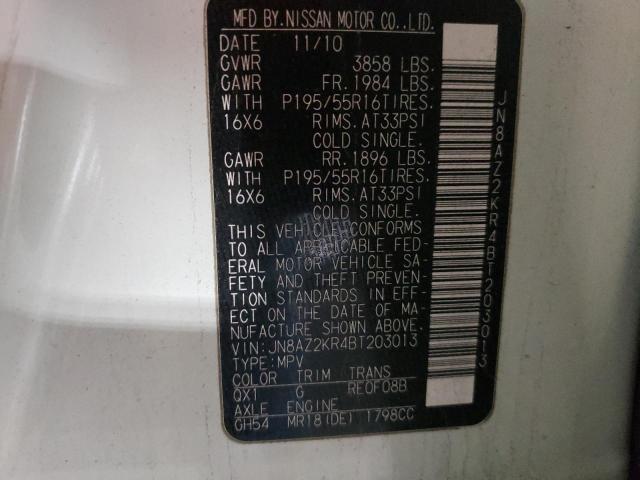 MFD BY.NISSAN MOTOR CO.,LTD.
DATE 11/10
GVWR 3858 LBS.
GAWR FR.1984 LBS.
WITH P195/55R16TIRES.
16X6 RIMS.AT33PSI
COLD SINGLE.
GAWR RR.1896 LBS.
WITH P195/55R16TIRES.
16X6 RIMS.AT33PSI
COLD SINGLE.
THIS VEHICLE CONFORMS
TO ALL APPLICABLE FED-
ERAL MOTOR VEHICLE SA-
FETY AND THEFT PREVEN-
TION STANDARDS IN EFF-
ECT ON THE DATE OF MA-
NUFACTURE SHOWN ABOVE.
VIN:JN8AZ2KR4BT203013
TYPE:MPV
COLOR TRIM TRANS
QX1 G RE0F08B
AXLE ENGINE
GH54 MR18(DE) 1798CC
JN8AZ2KR4BT203013